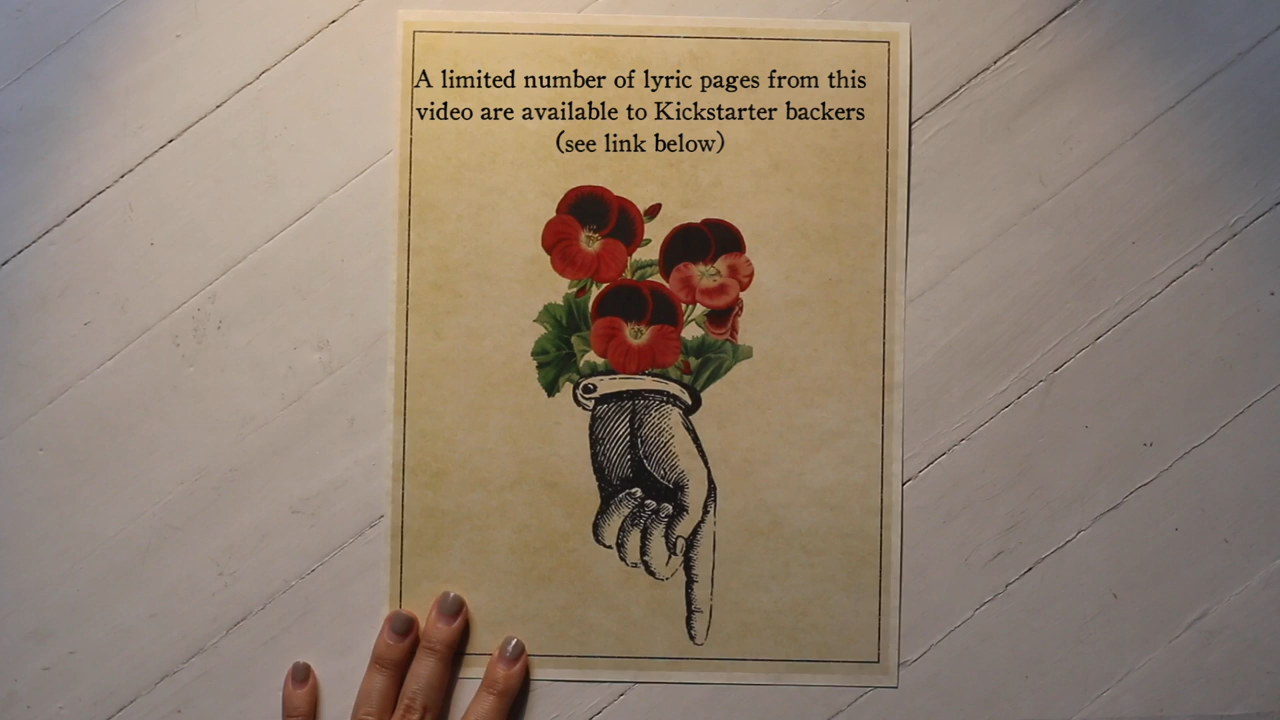 A limited number of lyric pages from this
video are available to Kickstarter backers
(see link below)